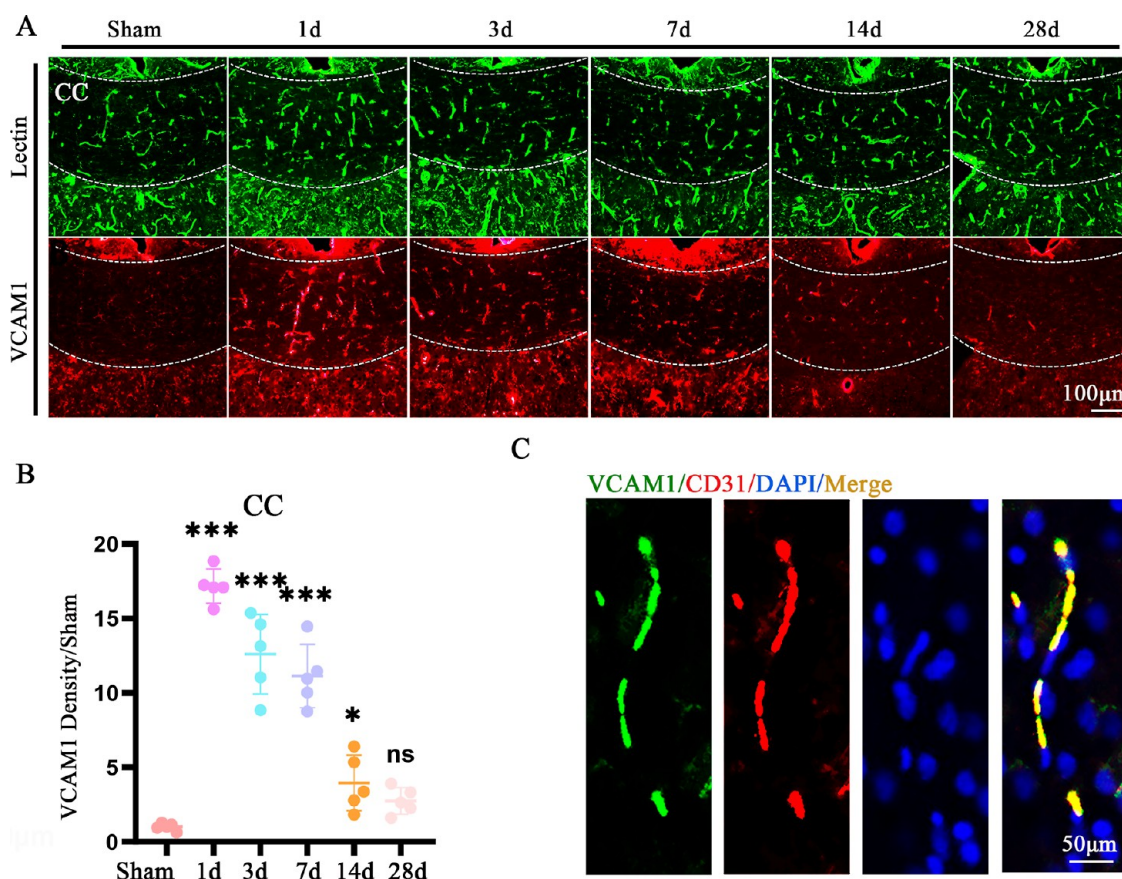 A
Sham 1d 3d 7d 14d 28d
CC
Lectin
VCAM1
100μm
B
CC
VCAM1 Density/Sham
20
15
10
5
0
***
***
***
*
ns
Sham 1d 3d 7d 14d 28d
C
VCAM1/CD31/DAPI/Merge
50μm